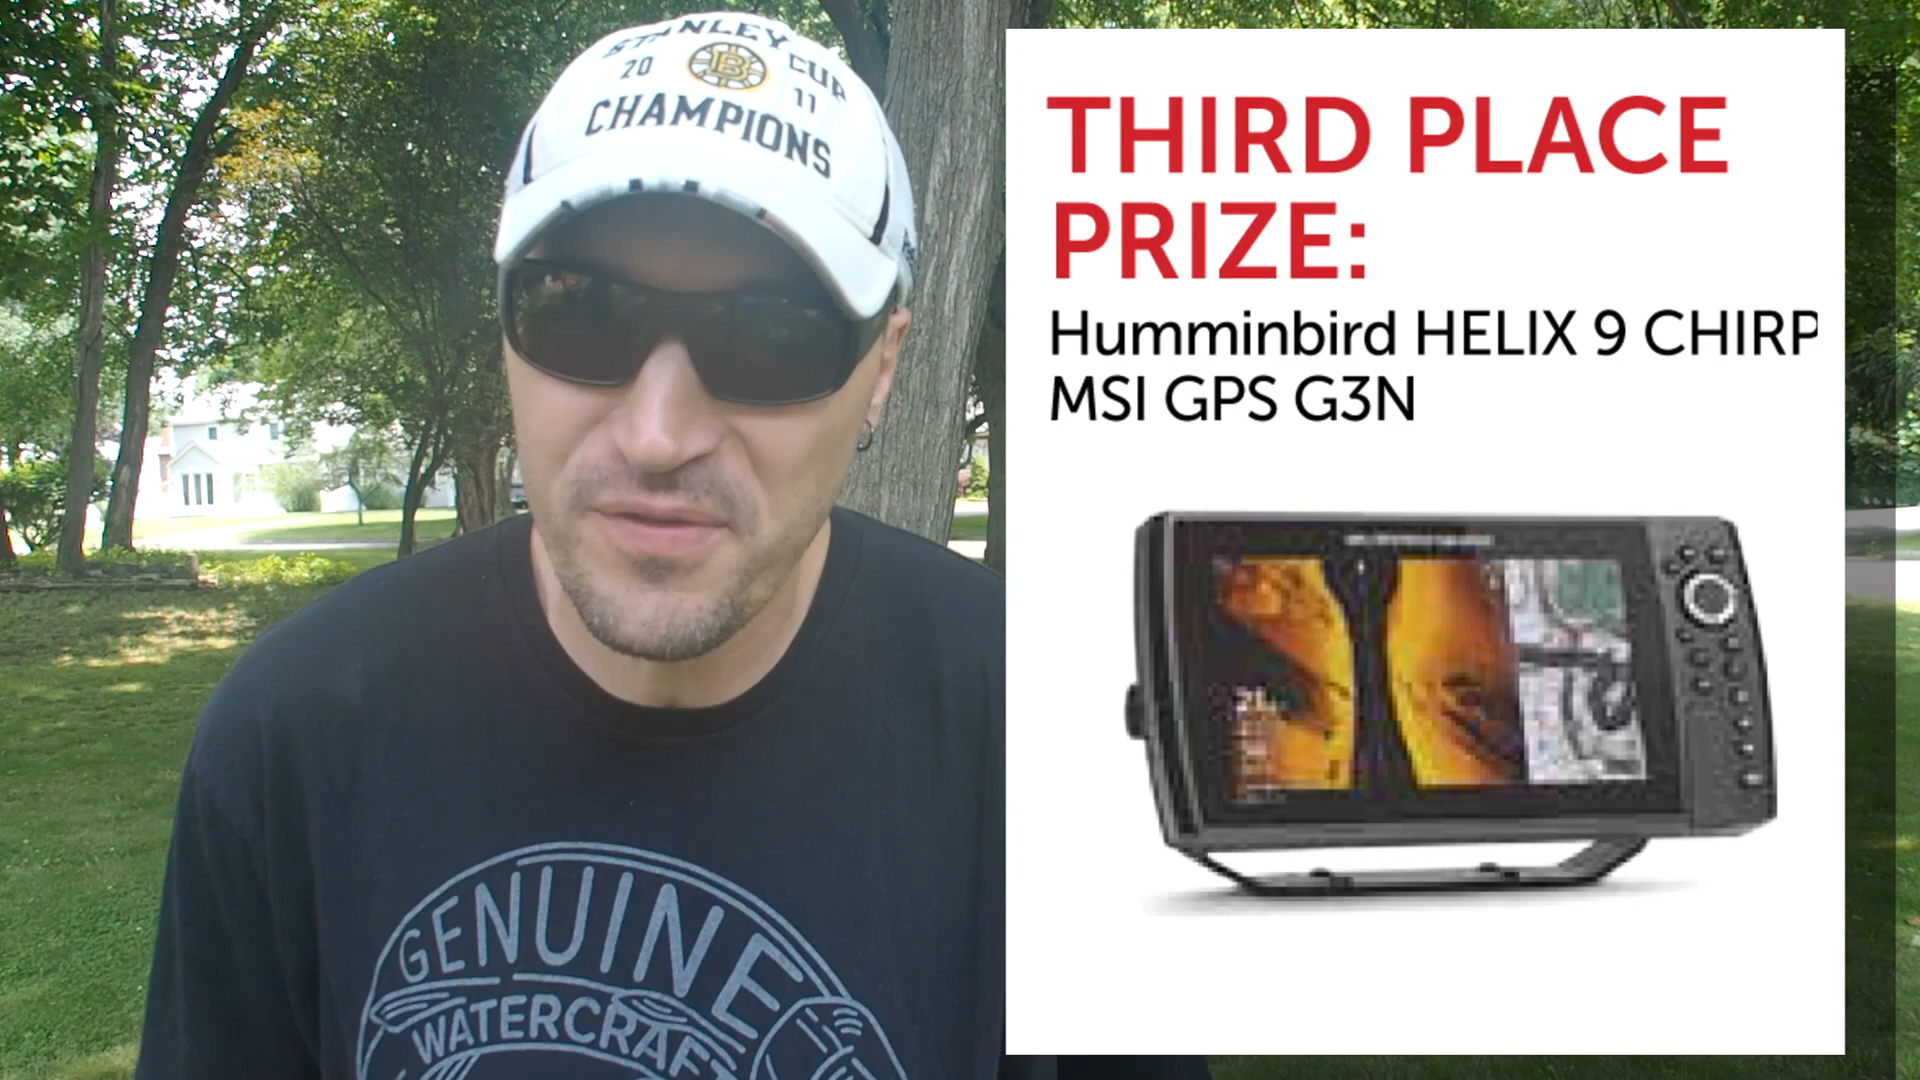 STANLEY CUP
20 B 11
CHAMPIONS
THIRD PLACE
PRIZE:
Humminbird HELIX 9 CHIRP
MSI GPS G3N
GENUINE
WATERCRAFT